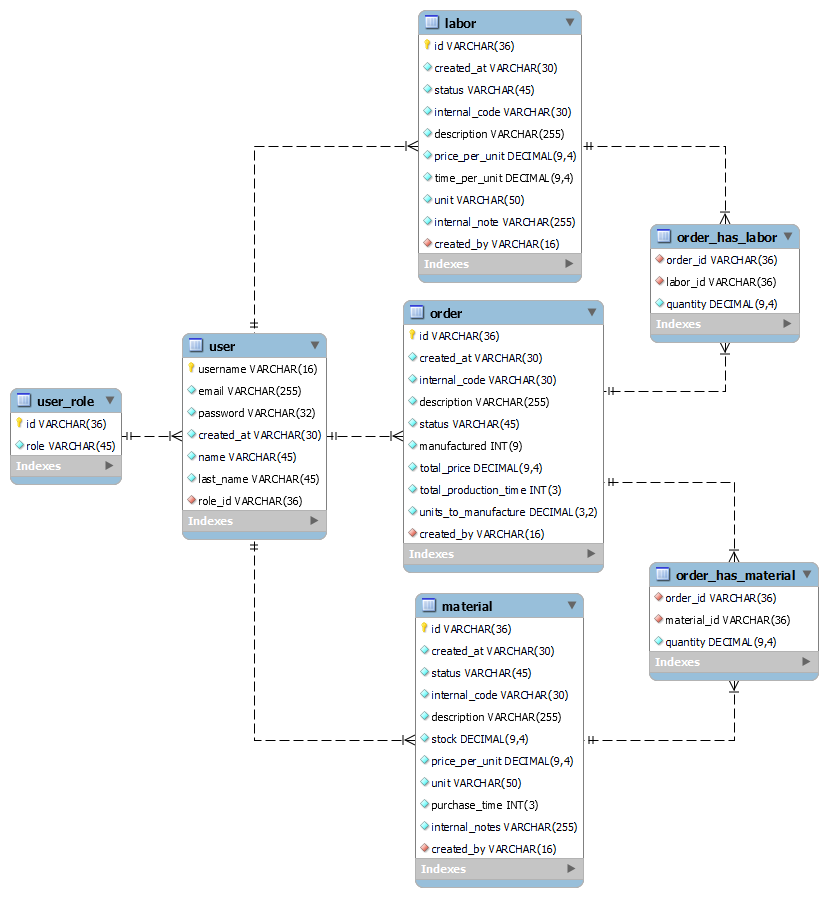 labor
id VARCHAR(36)
created_at VARCHAR(30)
status VARCHAR(45)
internal_code VARCHAR(30)
description VARCHAR(255)
price_per_unit DECIMAL(9,4)
time_per_unit DECIMAL(9,4)
unit VARCHAR(50)
internal_note VARCHAR(255)
created_by VARCHAR(16)
Indexes
order_has_labor
order_id VARCHAR(36)
labor_id VARCHAR(36)
quantity DECIMAL(9,4)
Indexes
order
id VARCHAR(36)
created_at VARCHAR(30)
internal_code VARCHAR(30)
description VARCHAR(255)
status VARCHAR(45)
manufactured INT(9)
total_price DECIMAL(9,4)
total_production_time INT(3)
units_to_manufacture DECIMAL(3,2)
created_by VARCHAR(16)
Indexes
user
username VARCHAR(16)
email VARCHAR(255)
password VARCHAR(32)
created_at VARCHAR(30)
name VARCHAR(45)
last_name VARCHAR(45)
role_id VARCHAR(36)
Indexes
user_role
id VARCHAR(36)
role VARCHAR(45)
Indexes
order_has_material
order_id VARCHAR(36)
material_id VARCHAR(36)
quantity DECIMAL(9,4)
Indexes
material
id VARCHAR(36)
created_at VARCHAR(30)
status VARCHAR(45)
internal_code VARCHAR(30)
description VARCHAR(255)
stock DECIMAL(9,4)
price_per_unit DECIMAL(9,4)
unit VARCHAR(50)
purchase_time INT(3)
internal_notes VARCHAR(255)
created_by VARCHAR(16)
Indexes